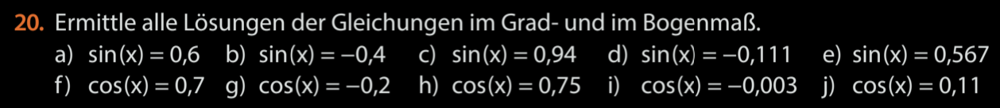 20. Ermittle alle Lösungen der Gleichungen im Grad- und im Bogenmaß.
a) sin(x) = 0,6 b) sin(x) = −0,4 c) sin(x) = 0,94 d) sin(x) = −0,111 e) sin(x) = 0,567
f) cos(x) = 0,7 g) cos(x) = −0,2 h) cos(x) = 0,75 i) cos(x) = −0,003 j) cos(x) = 0,11